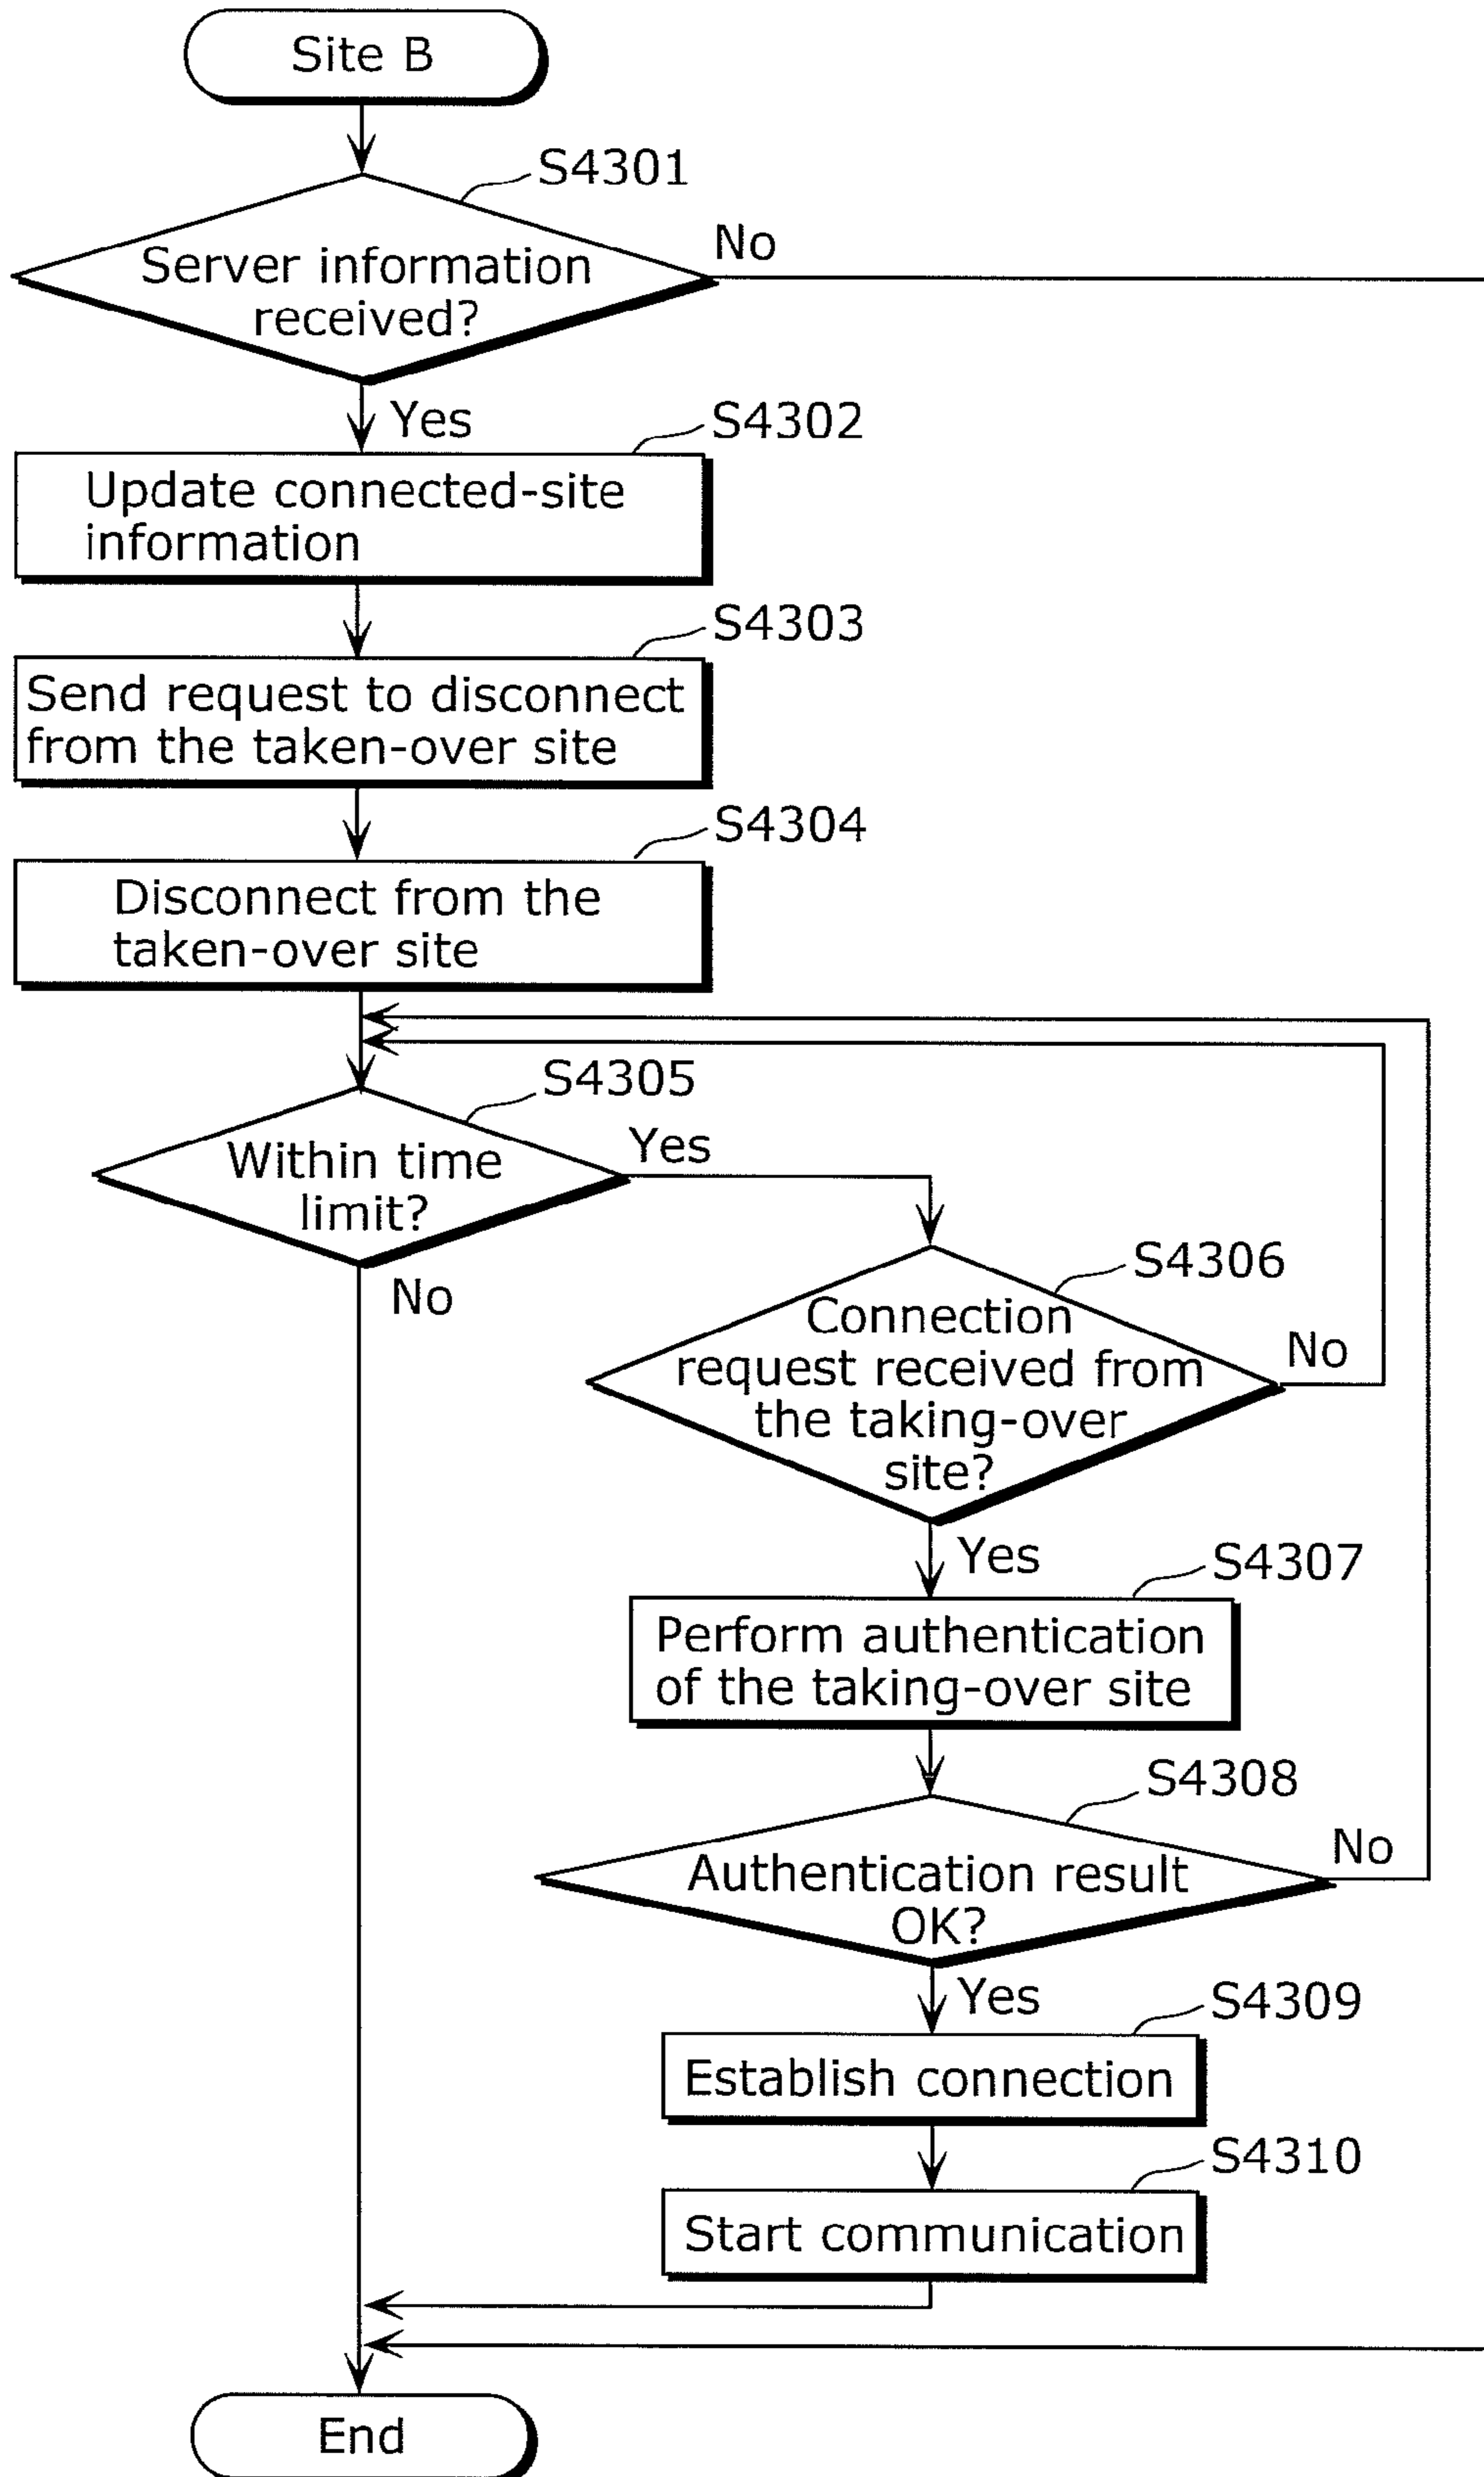 Site B
S4301
No
Server information
received?
Yes
S4302
Update connected-site
information
S4303
Send request to disconnect
from the taken-over site
S4304
Disconnect from the
taken-over site
S4305
Within time
limit?
Yes
No
S4306
Connection
request received from
the taking-over
site?
No
Yes
S4307
Perform authentication
of the taking-over site
S4308
Authentication result
OK?
No
Yes
S4309
Establish connection
S4310
Start communication
End